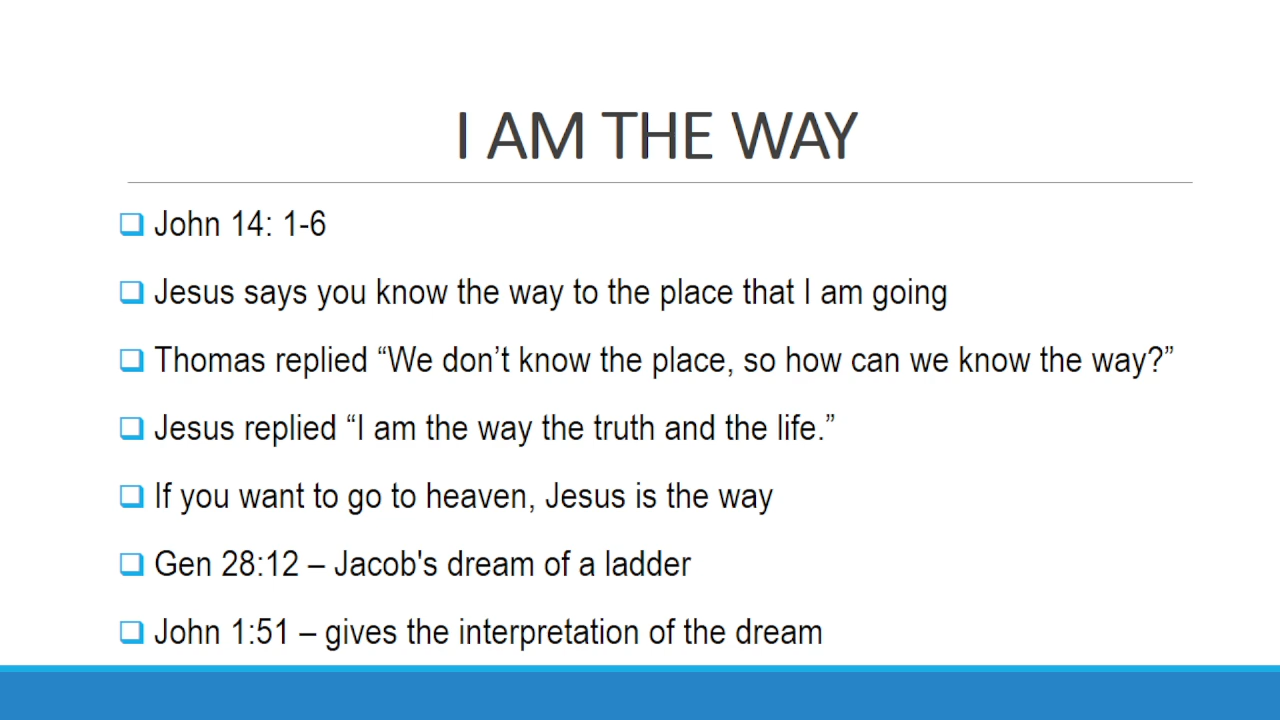 I AM THE WAY
John 14: 1-6
Jesus says you know the way to the place that I am going
Thomas replied “We don’t know the place, so how can we know the way?”
Jesus replied “I am the way the truth and the life.”
If you want to go to heaven, Jesus is the way
Gen 28:12 – Jacob's dream of a ladder
John 1:51 – gives the interpretation of the dream